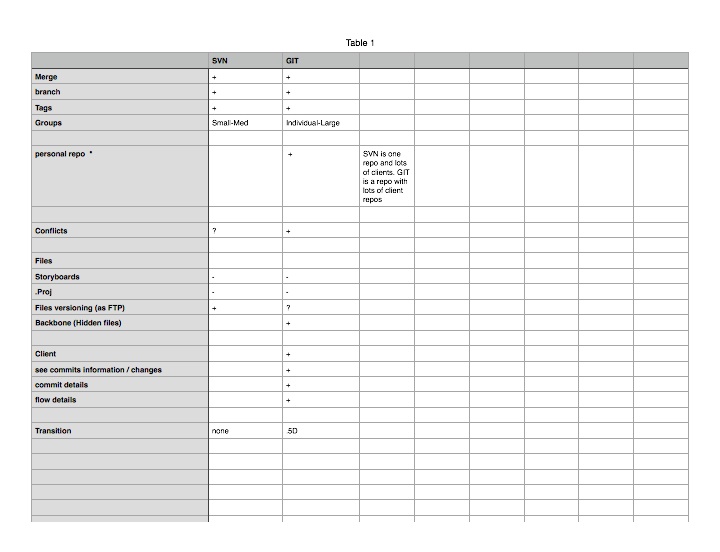 Table 1
SVN GIT
Merge + +
branch + +
Tags + +
Groups Small-Med Individual-Large
personal repo * + SVN is one
repo and lots
of clients. GIT
is a repo with
lots of client
repos
Conflicts ? +
Files
Storyboards - -
.Proj - -
Files versioning (as FTP) + ?
Backbone (Hidden files) +
Client +
see commits information / changes +
commit details +
flow details +
Transition none .5D